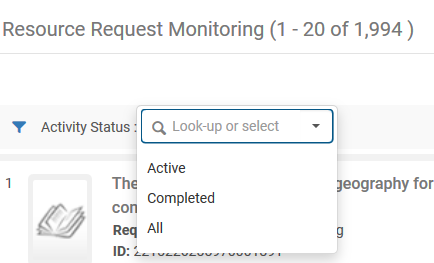 Resource Request Monitoring (1 - 20 of 1,994 )
Activity Status :
Look-up or select
Active
Completed
All
1
The geography for
con
Req g
ID: